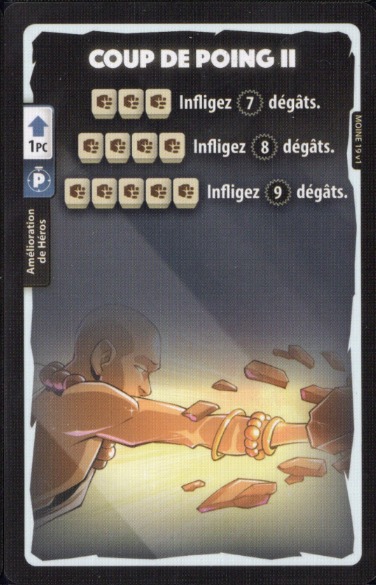 COUP DE POING II
Infligez 7 dégâts.
Infligez 8 dégâts.
Infligez 9 dégâts.
1PC
P
Amélioration
de Héros
MOINE 19 v1